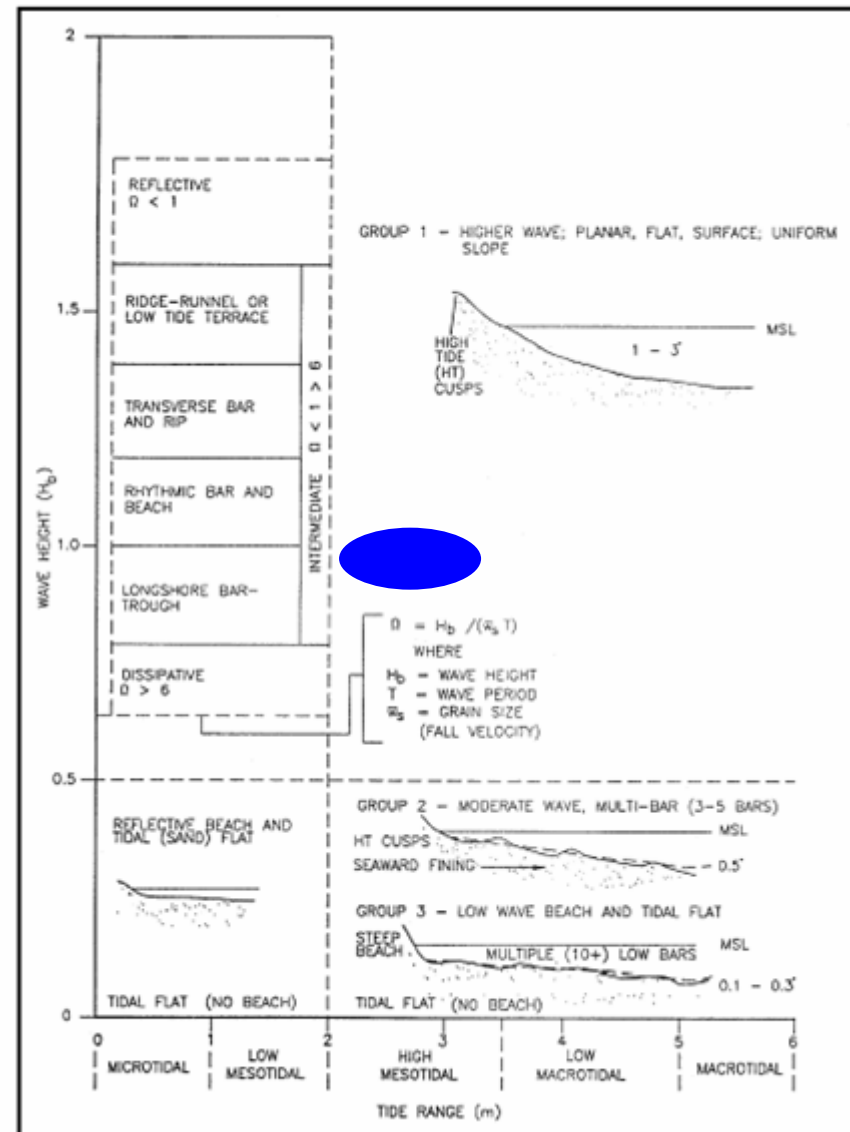 2
REFLECTIVE
Ω < 1
GROUP 1 – HIGHER WAVE; PLANAR, FLAT, SURFACE; UNIFORM
SLOPE
1.5
RIDGE-RUNNEL OR
LOW TIDE TERRACE
MSL
HIGH
TIDE
(HT)
CUSPS
1 – 3°
TRANSVERSE BAR
AND RIP
Ω < 1 > 6
INTERMEDIATE
RHYTHMIC BAR AND
BEACH
WAVE HEIGHT (Hb)
1.0
LONGSHORE BAR-
TROUGH
Ω = Hb /(w̄s T)
WHERE
Hb = WAVE HEIGHT
T = WAVE PERIOD
w̄s = GRAIN SIZE
(FALL VELOCITY)
DISSIPATIVE
Ω > 6
0.5
REFLECTIVE BEACH AND
TIDAL (SAND) FLAT
GROUP 2 – MODERATE WAVE, MULTI-BAR (3-5 BARS)
MSL
HT CUSPS
SEAWARD FINING
0.5°
GROUP 3 – LOW WAVE BEACH AND TIDAL FLAT
STEEP
BEACH
MULTIPLE (10+) LOW BARS
MSL
0.1 – 0.3°
TIDAL FLAT (NO BEACH)
TIDAL FLAT (NO BEACH)
0
0 1 2 3 4 5 6
MICROTIDAL
LOW
MESOTIDAL
HIGH
MESOTIDAL
LOW
MACROTIDAL
MACROTIDAL
TIDE RANGE (m)